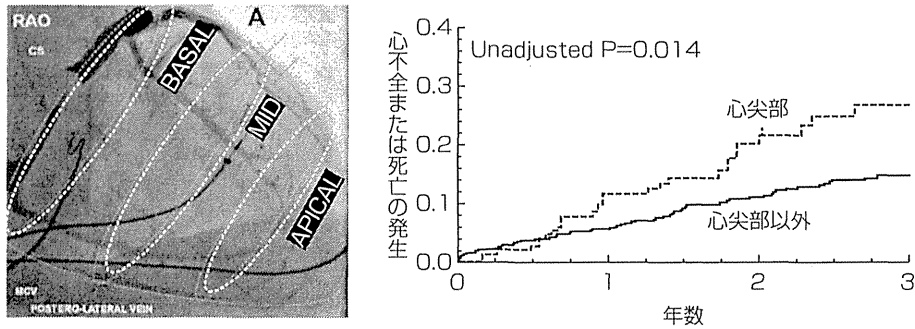 RAO
A
CS
BASAL
MID
APICAL
MCV
POSTERO-LATERAL VEIN
心不全または死亡の発生
0.4
0.3
0.2
0.1
0.0
Unadjusted P=0.014
心尖部
心尖部以外
0
1
2
3
年数